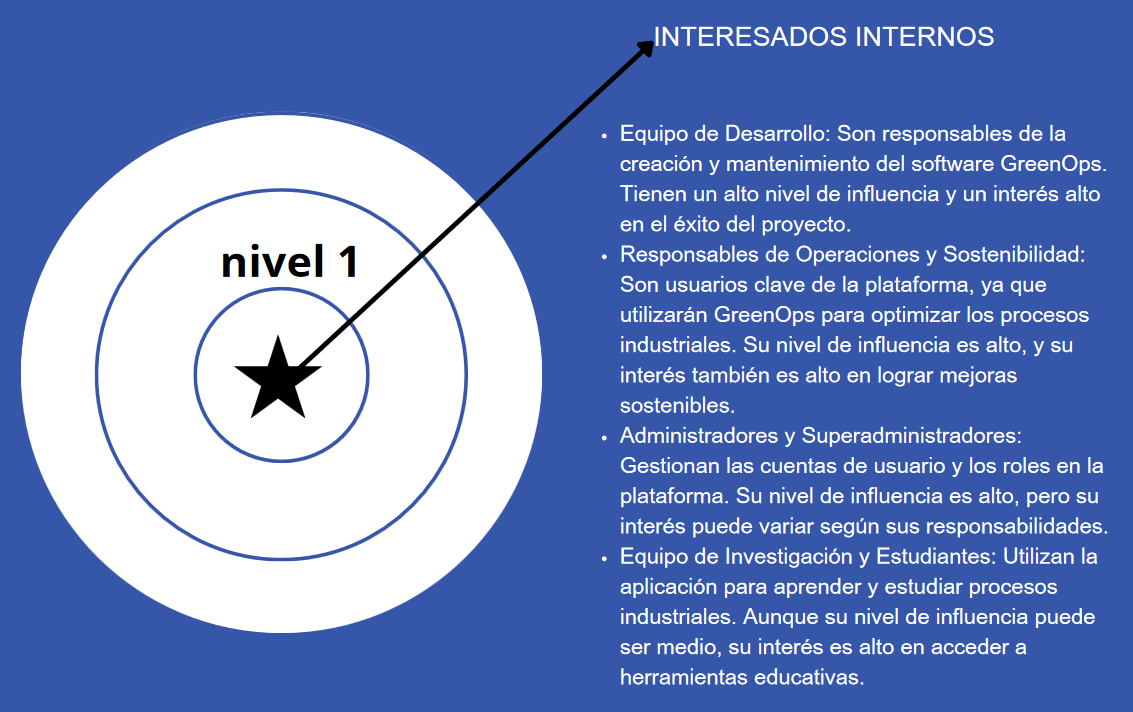 INTERESADOS INTERNOS
nivel 1
• Equipo de Desarrollo: Son responsables de la
creación y mantenimiento del software GreenOps.
Tienen un alto nivel de influencia y un interés alto
en el éxito del proyecto.
• Responsables de Operaciones y Sostenibilidad:
Son usuarios clave de la plataforma, ya que
utilizarán GreenOps para optimizar los procesos
industriales. Su nivel de influencia es alto, y su
interés también es alto en lograr mejoras
sostenibles.
• Administradores y Superadministradores:
Gestionan las cuentas de usuario y los roles en la
plataforma. Su nivel de influencia es alto, pero su
interés puede variar según sus responsabilidades.
• Equipo de Investigación y Estudiantes: Utilizan la
aplicación para aprender y estudiar procesos
industriales. Aunque su nivel de influencia puede
ser medio, su interés es alto en acceder a
herramientas educativas.